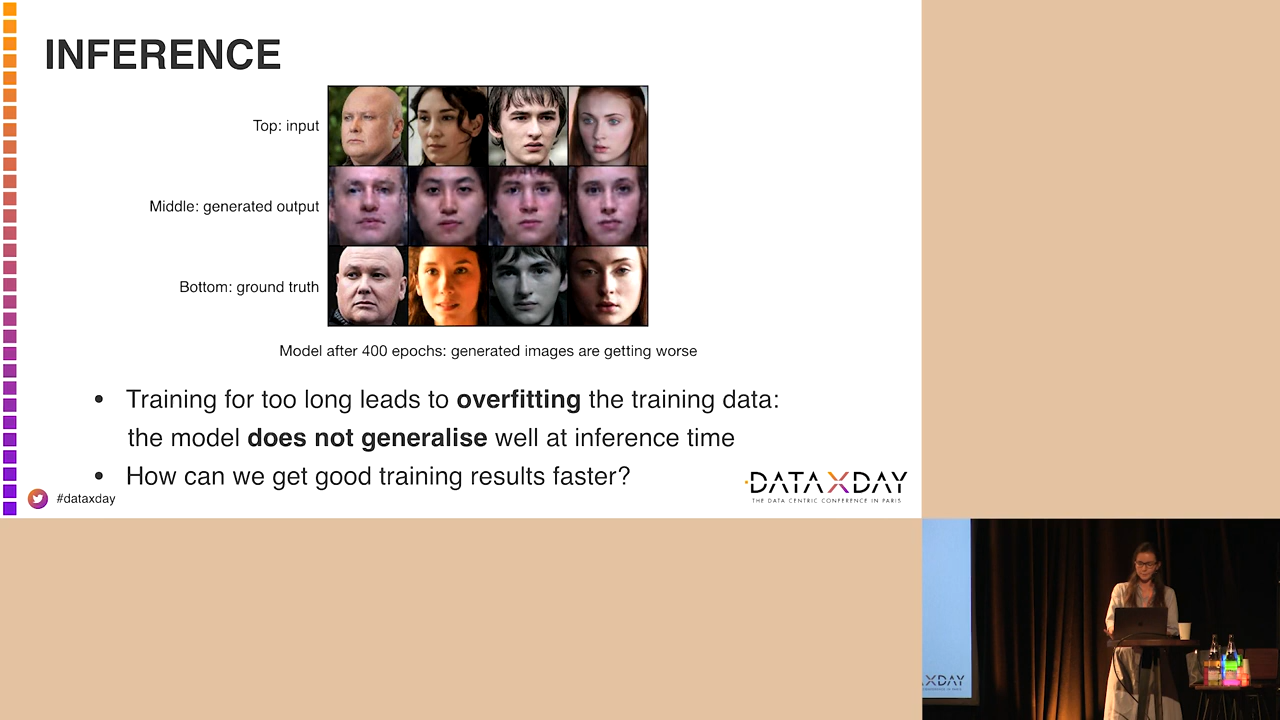 INFERENCE
Top: input
Middle: generated output
Bottom: ground truth
Model after 400 epochs: generated images are getting worse
• Training for too long leads to overfitting the training data:
the model does not generalise well at inference time
• How can we get good training results faster?
#dataxday
DATAXDAY
THE DATA CENTRIC CONFERENCE IN PARIS
XDAY